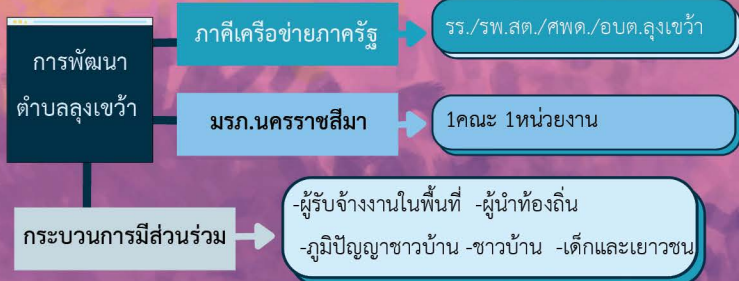 การพัฒนา
ตำบลลุงเขว้า
ภาคีเครือข่ายภาครัฐ
รร./รพ.สต./ศพด./อบต.ลุงเขว้า
มรภ.นครราชสีมา
1คณะ 1หน่วยงาน
กระบวนการมีส่วนร่วม
-ผู้รับจ้างงานในพื้นที่ -ผู้นำท้องถิ่น
-ภูมิปัญญาชาวบ้าน -ชาวบ้าน -เด็กและเยาวชน